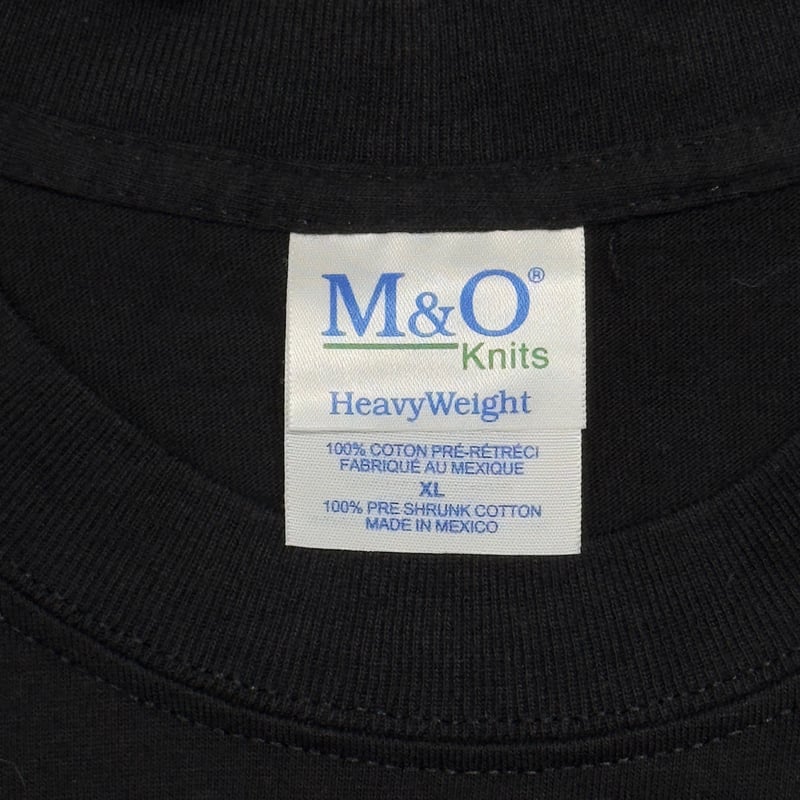 M&O®
Knits
HeavyWeight
100% COTON PRÉ-RÉTRÉCI
FABRIQUÉ AU MEXIQUE
XL
100% PRE SHRUNK COTTON
MADE IN MEXICO